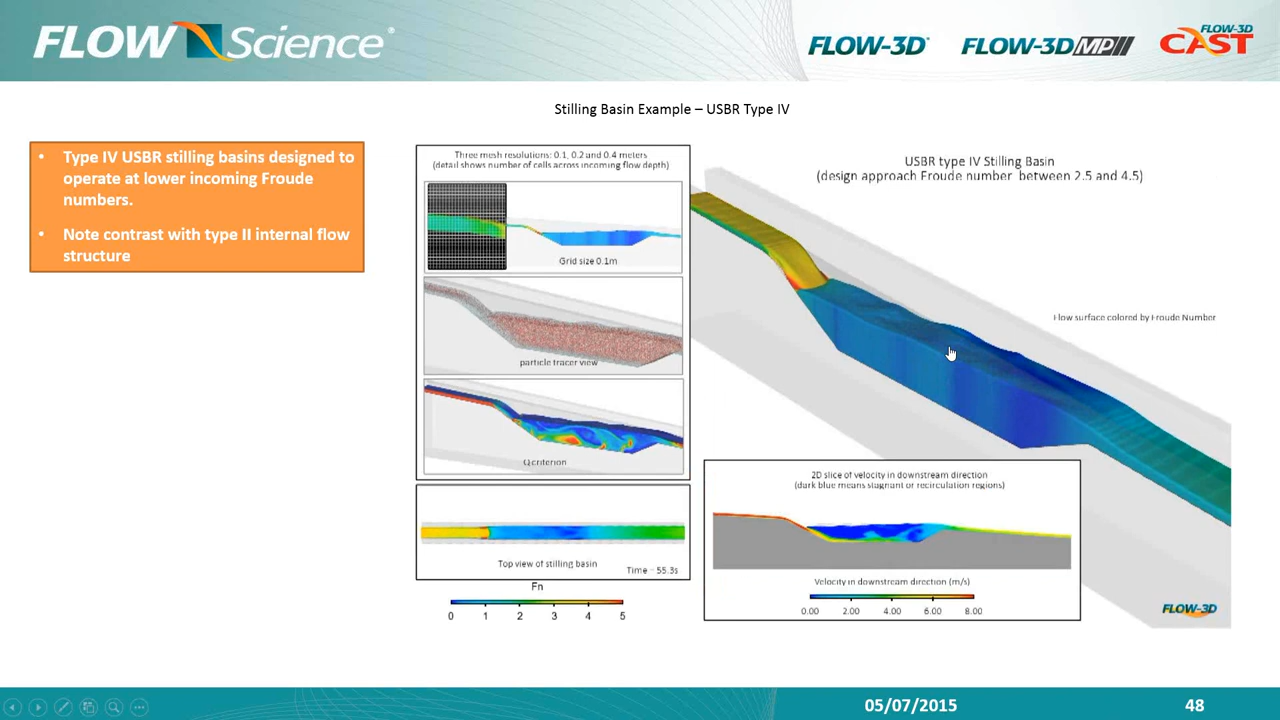 FLOW Science®
FLOW-3D®
FLOW-3D MP
FLOW-3D CAST
Stilling Basin Example – USBR Type IV
• Type IV USBR stilling basins designed to
operate at lower incoming Froude
numbers.
• Note contrast with type II internal flow
structure
Three mesh resolutions: 0.1, 0.2 and 0.4 meters
(detail shows number of cells across incoming flow depth)
Grid size 0.1m
particle tracer view
Q criterion
Top view of stilling basin
Time = 55.3s
Fn
0 1 2 3 4 5
USBR type IV Stilling Basin
(design approach Froude number between 2.5 and 4.5)
Flow surface colored by Froude Number
2D slice of velocity in downstream direction
(dark blue means stagnant or recirculation regions)
Velocity in downstream direction (m/s)
0.00 2.00 4.00 6.00 8.00
FLOW-3D
05/07/2015
48